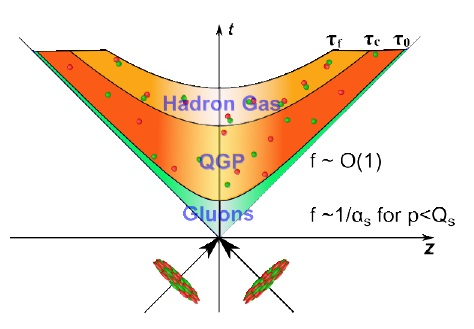 t
τf τc τ0
Hadron Gas
QGP
f ~ O(1)
Gluons
f ~1/αs for p<Qs
z